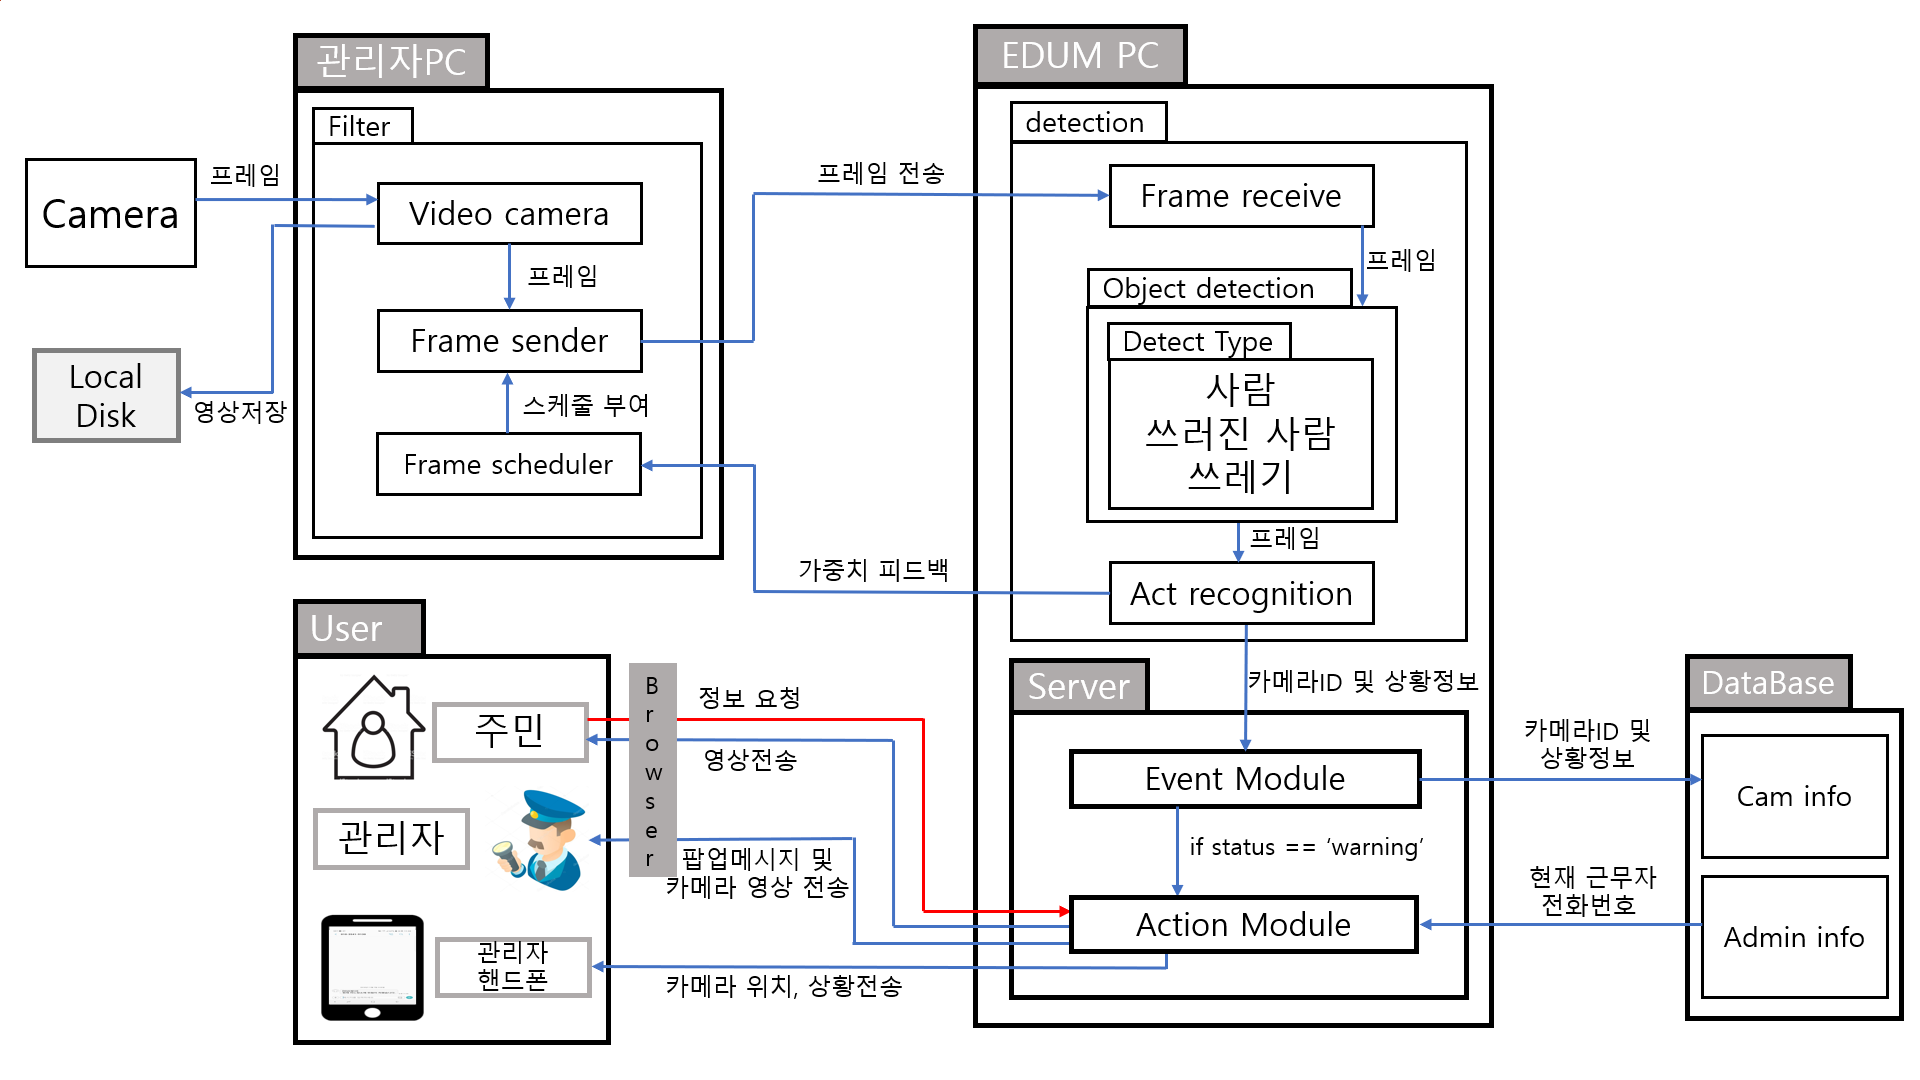 관리자PC
Filter
Camera
프레임
Video camera
프레임
Frame sender
스케줄 부여
Frame scheduler
Local
Disk
영상저장
프레임 전송
가중치 피드백
EDUM PC
detection
Frame receive
프레임
Object detection
Detect Type
사람
쓰러진 사람
쓰레기
프레임
Act recognition
카메라ID 및 상황정보
Server
Event Module
if status == ‘warning’
Action Module
User
주민
관리자
관리자
핸드폰
Browser
정보 요청
영상전송
팝업메시지 및
카메라 영상 전송
카메라 위치, 상황전송
카메라ID 및
상황정보
현재 근무자
전화번호
DataBase
Cam info
Admin info